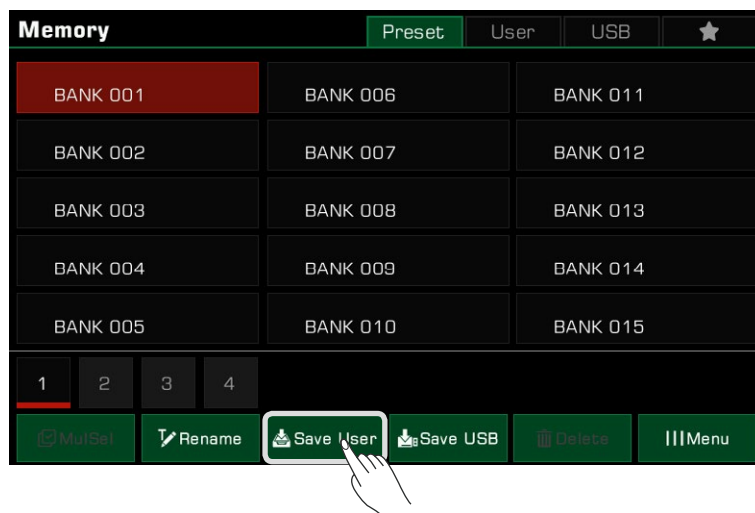 Memory Preset User USB
BANK 001 BANK 006 BANK 011
BANK 002 BANK 007 BANK 012
BANK 003 BANK 008 BANK 013
BANK 004 BANK 009 BANK 014
BANK 005 BANK 010 BANK 015
1 2 3 4
MulSel Rename Save User Save USB Delete Menu